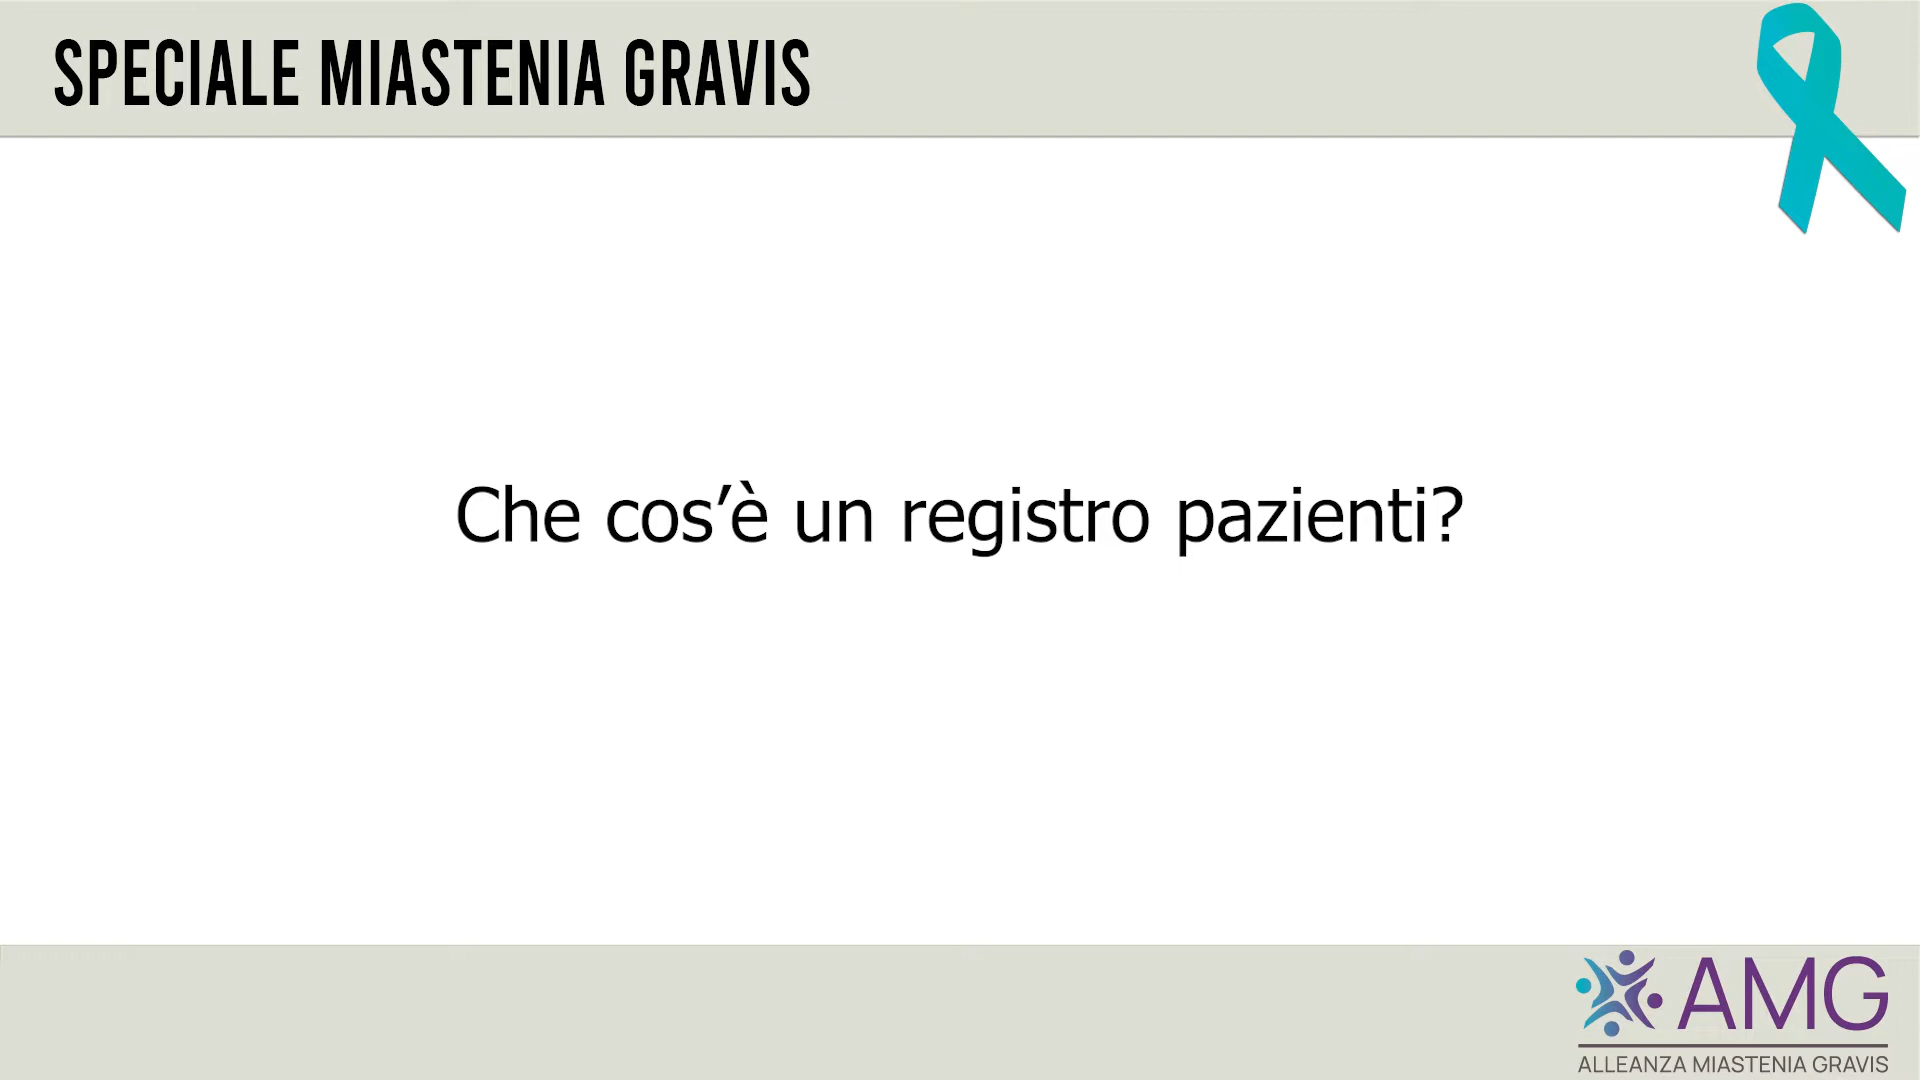 SPECIALE MIASTENIA GRAVIS
Che cos’è un registro pazienti?
AMG
ALLEANZA MIASTENIA GRAVIS